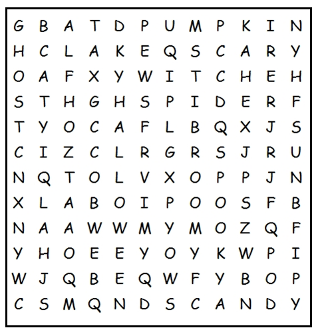 G B A T D P U M P K I N
H C L A K E Q S C A R Y
O A F X Y W I T C H E H
S T H G H S P I D E R F
T Y O C A F L B Q X J S
C I Z C L R G R S J R U
N Q T O L V X O P P J N
X L A B O I P O O S F B
N A A W W M Y M O Z Q F
Y H O E E Y O Y K W P I
W J Q B E Q W F Y B O P
C S M Q N D S C A N D Y